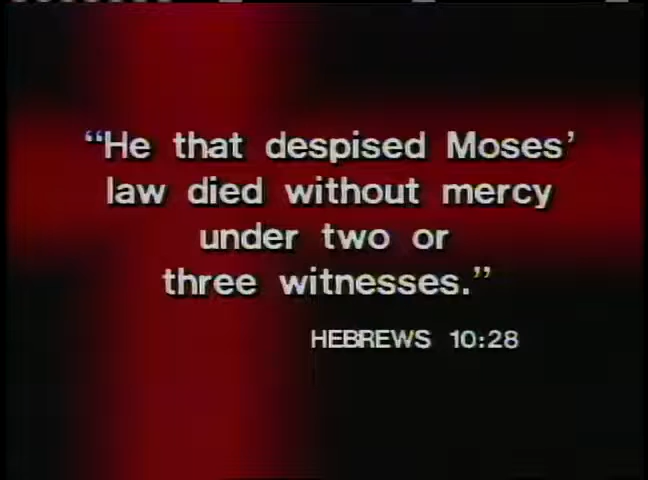 “He that despised Moses’
law died without mercy
under two or
three witnesses.”
HEBREWS 10:28